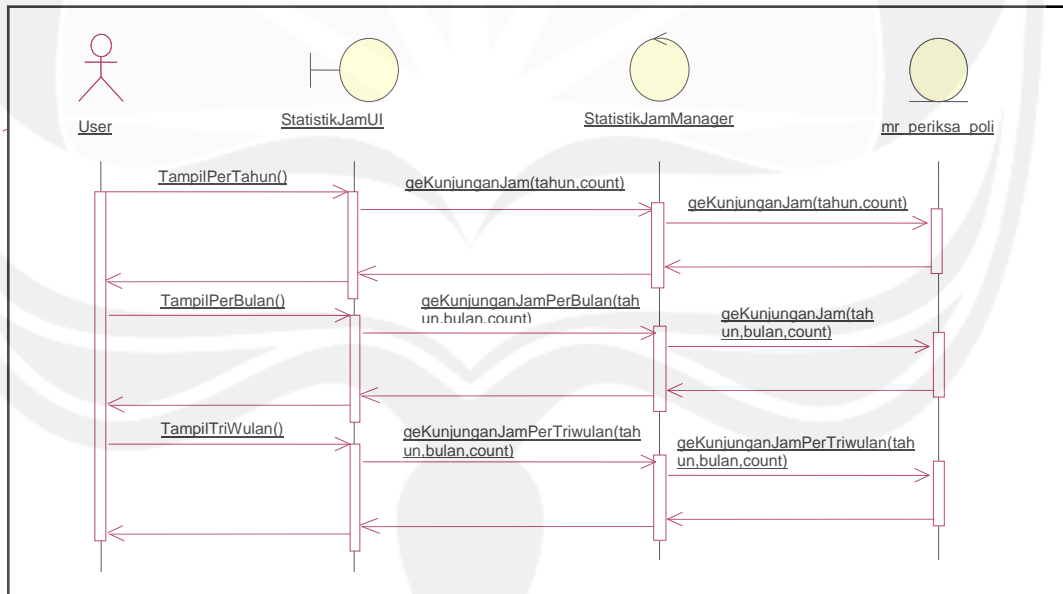 User
StatistikJamUI
StatistikJamManager
mr_periksa_poli
TampilPerTahun()
geKunjunganJam(tahun,count)
geKunjunganJam(tahun,count)
TampilPerBulan()
geKunjunganJamPerBulan(tah
un,bulan,count)
geKunjunganJam(tah
un,bulan,count)
TampilTriWulan()
geKunjunganJamPerTriwulan(tah
un,bulan,count)
geKunjunganJamPerTriwulan(tah
un,bulan,count)